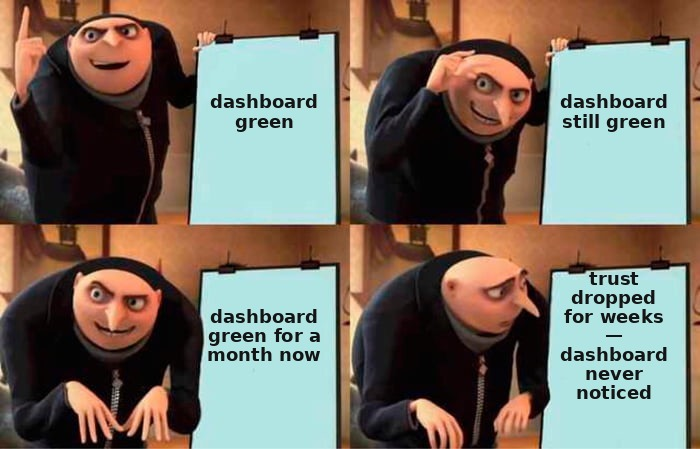 dashboard
green
dashboard
still green
dashboard
green for a
month now
trust
dropped
for weeks
—
dashboard
never
noticed